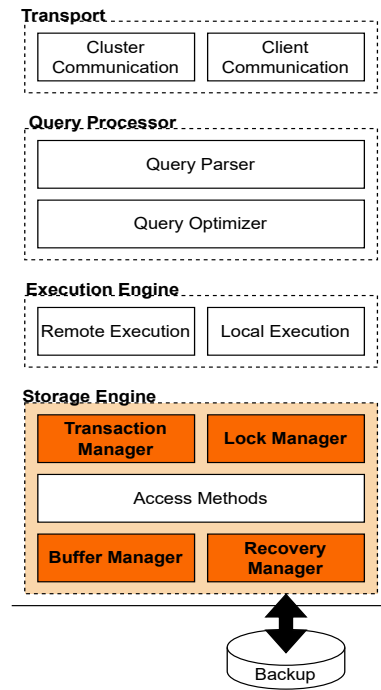 Transport
Cluster
Communication
Client
Communication
Query Processor
Query Parser
Query Optimizer
Execution Engine
Remote Execution
Local Execution
Storage Engine
Transaction
Manager
Lock Manager
Access Methods
Buffer Manager
Recovery
Manager
Backup